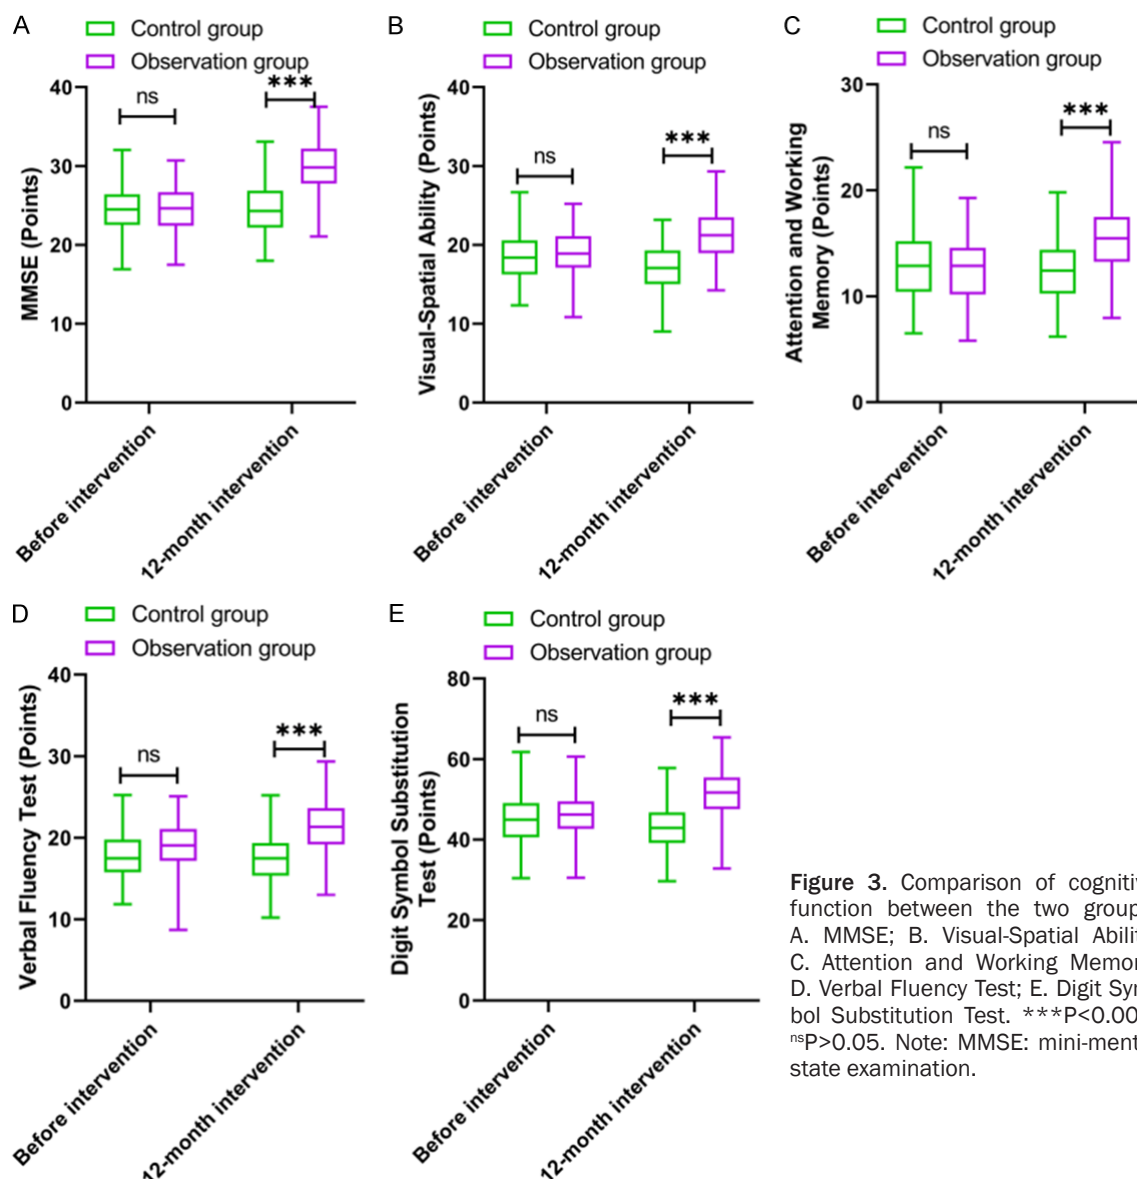 A
Control group
Observation group
MMSE (Points)
40
30
20
10
0
ns
***
Before intervention
12-month intervention
B
Control group
Observation group
Visual-Spatial Ability (Points)
40
30
20
10
0
ns
***
Before intervention
12-month intervention
C
Control group
Observation group
Attention and Working
Memory (Points)
30
20
10
0
ns
***
Before intervention
12-month intervention
D
Control group
Observation group
Verbal Fluency Test (Points)
40
30
20
10
0
ns
***
Before intervention
12-month intervention
E
Control group
Observation group
Digit Symbol Substitution
Test (Points)
80
60
40
20
0
ns
***
Before intervention
12-month intervention
Figure 3. Comparison of cognitiv
function between the two group
A. MMSE; B. Visual-Spatial Abilit
C. Attention and Working Memor
D. Verbal Fluency Test; E. Digit Sym
bol Substitution Test. ***P<0.00
nsP>0.05. Note: MMSE: mini-ment
state examination.